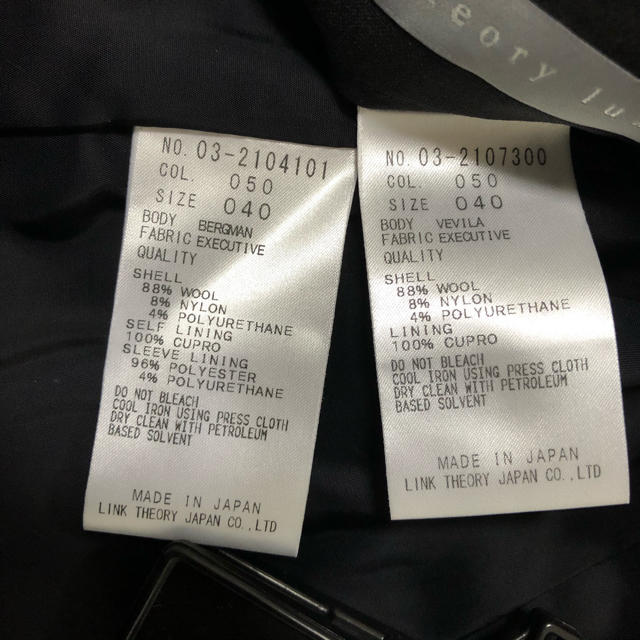 theory lu
NO. 03-2104101
COL. 050
SIZE 040
BODY BERGMAN
FABRIC EXECUTIVE
QUALITY
SHELL
88% WOOL
8% NYLON
4% POLYURETHANE
SELF LINING
100% CUPRO
SLEEVE LINING
96% POLYESTER
4% POLYURETHANE
DO NOT BLEACH
COOL IRON USING PRESS CLOTH
DRY CLEAN WITH PETROLEUM
BASED SOLVENT
MADE IN JAPAN
LINK THEORY JAPAN CO.,LTD
NO. 03-2107300
COL. 050
SIZE 040
BODY VEVILA
FABRIC EXECUTIVE
QUALITY
SHELL
88% WOOL
8% NYLON
4% POLYURETHANE
LINING
100% CUPRO
DO NOT BLEACH
COOL IRON USING PRESS CLOTH
DRY CLEAN WITH PETROLEUM
BASED SOLVENT
MADE IN JAPAN
LINK THEORY JAPAN CO.,LTD